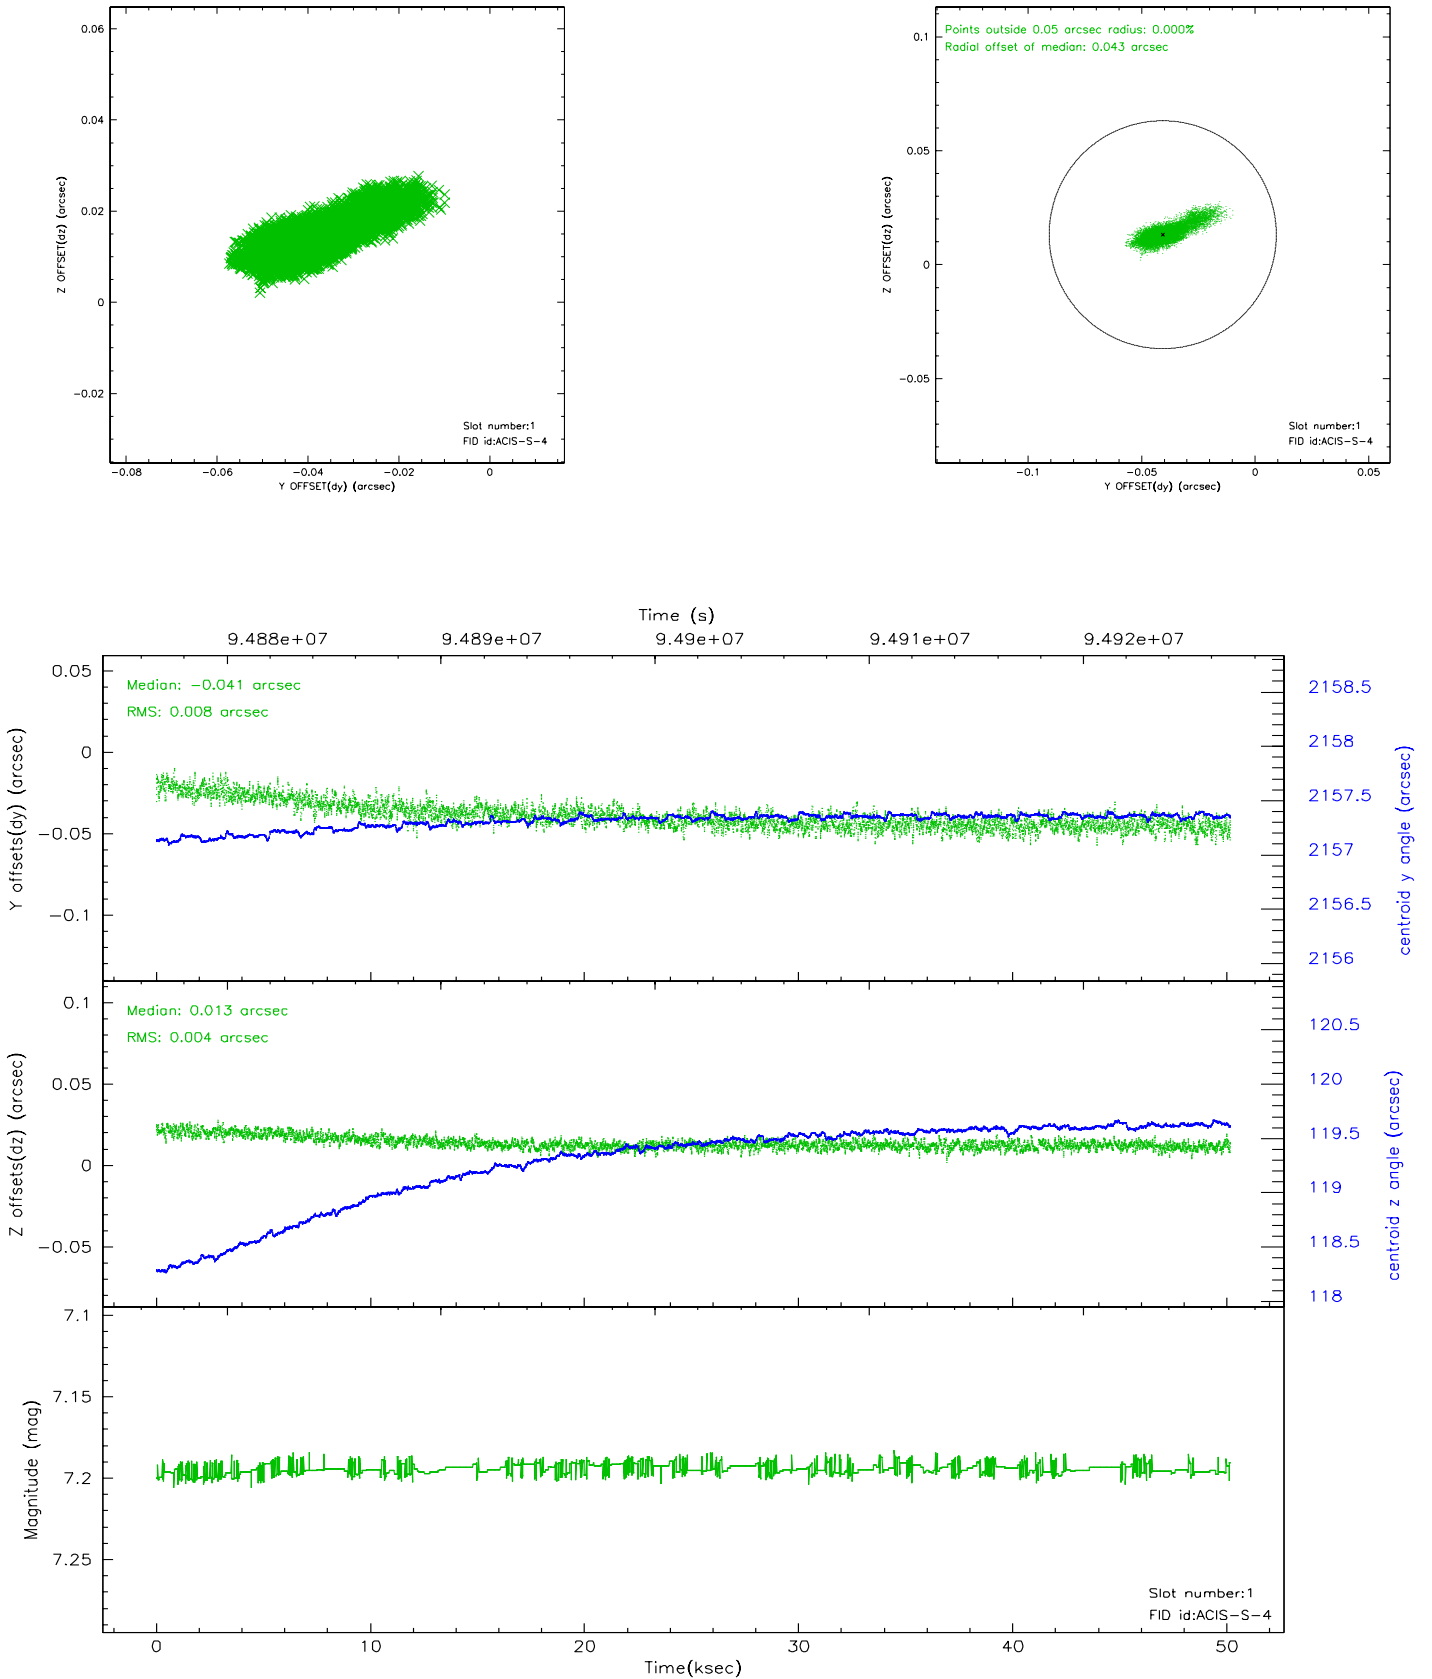 0.06
0.04
0.02
0
−0.02
Z OFFSET(dz) (arcsec)
−0.08 −0.06 −0.04 −0.02 0
Y OFFSET(dy) (arcsec)
Slot number:1
FID id:ACIS−S−4
Points outside 0.05 arcsec radius: 0.000%
Radial offset of median: 0.043 arcsec
0.1
0.05
0
−0.05
Z OFFSET(dz) (arcsec)
−0.1 −0.05 0 0.05
Y OFFSET(dy) (arcsec)
Slot number:1
FID id:ACIS−S−4
Time (s)
9.488e+07 9.489e+07 9.49e+07 9.491e+07 9.492e+07
Median: −0.041 arcsec
RMS: 0.008 arcsec
0.05
0
−0.05
−0.1
Y offsets(dy) (arcsec)
2158.5
2158
2157.5
2157
2156.5
2156
centroid y angle (arcsec)
Median: 0.013 arcsec
RMS: 0.004 arcsec
0.1
0.05
0
−0.05
Z offsets(dz) (arcsec)
120.5
120
119.5
119
118.5
118
centroid z angle (arcsec)
7.1
7.15
7.2
7.25
Magnitude (mag)
Slot number:1
FID id:ACIS−S−4
0 10 20 30 40 50
Time(ksec)